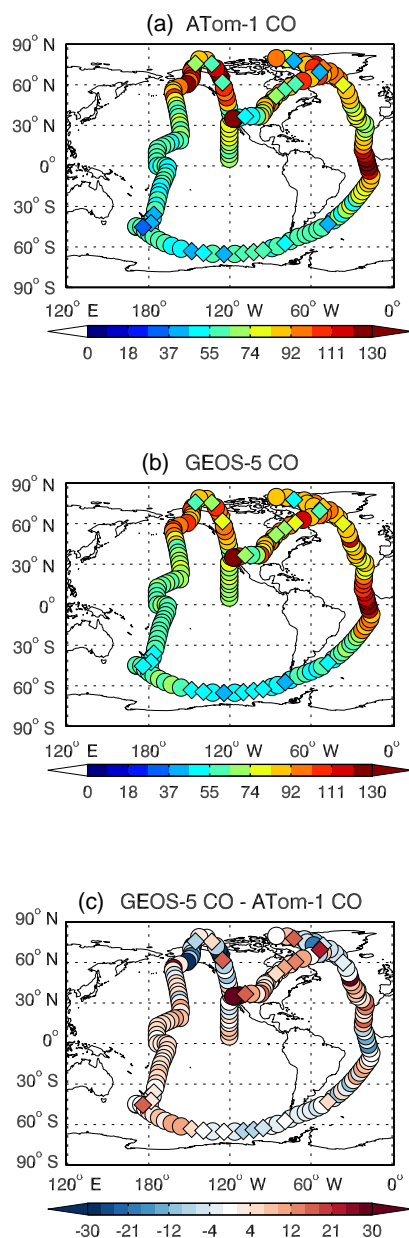 (a) ATom-1 CO
90° N
60° N
30° N
0°
30° S
60° S
90° S
120° E 180° 120° W 60° W 0°
0 18 37 55 74 92 111 130
(b) GEOS-5 CO
90° N
60° N
30° N
0°
30° S
60° S
90° S
120° E 180° 120° W 60° W 0°
0 18 37 55 74 92 111 130
(c) GEOS-5 CO - ATom-1 CO
90° N
60° N
30° N
0°
30° S
60° S
90° S
120° E 180° 120° W 60° W 0°
-30 -21 -12 -4 4 12 21 30